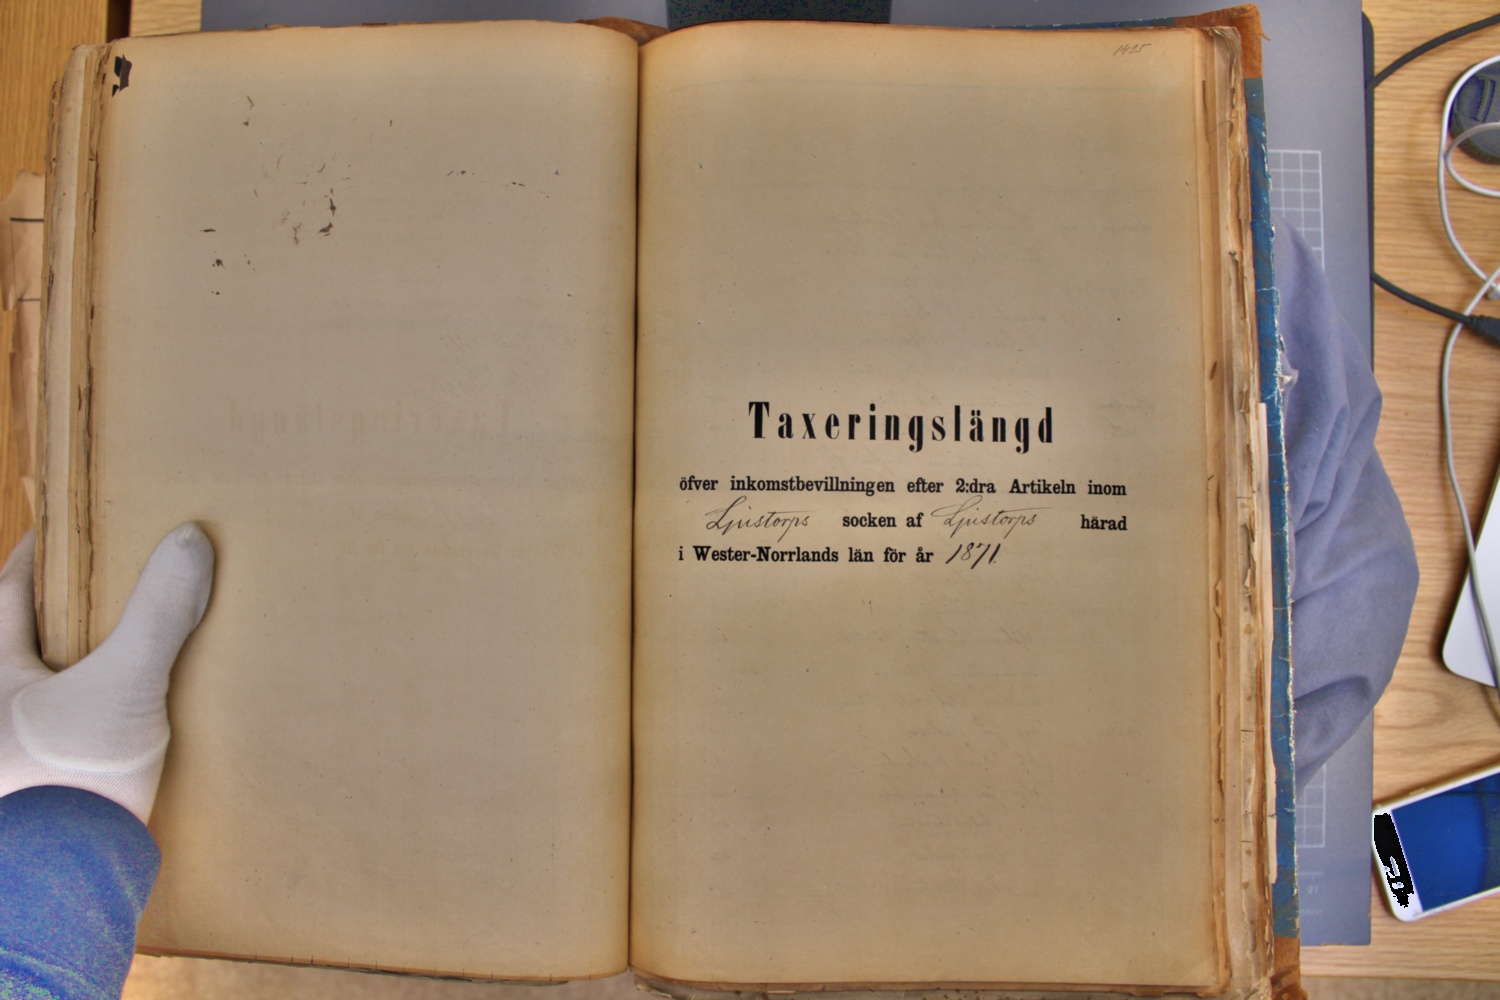 1425
Taxeringslängd
öfver inkomstbevillningen efter 2:dra Artikeln inom
Ljustorps socken af Ljustorps härad
i Wester-Norrlands län för år 1871.